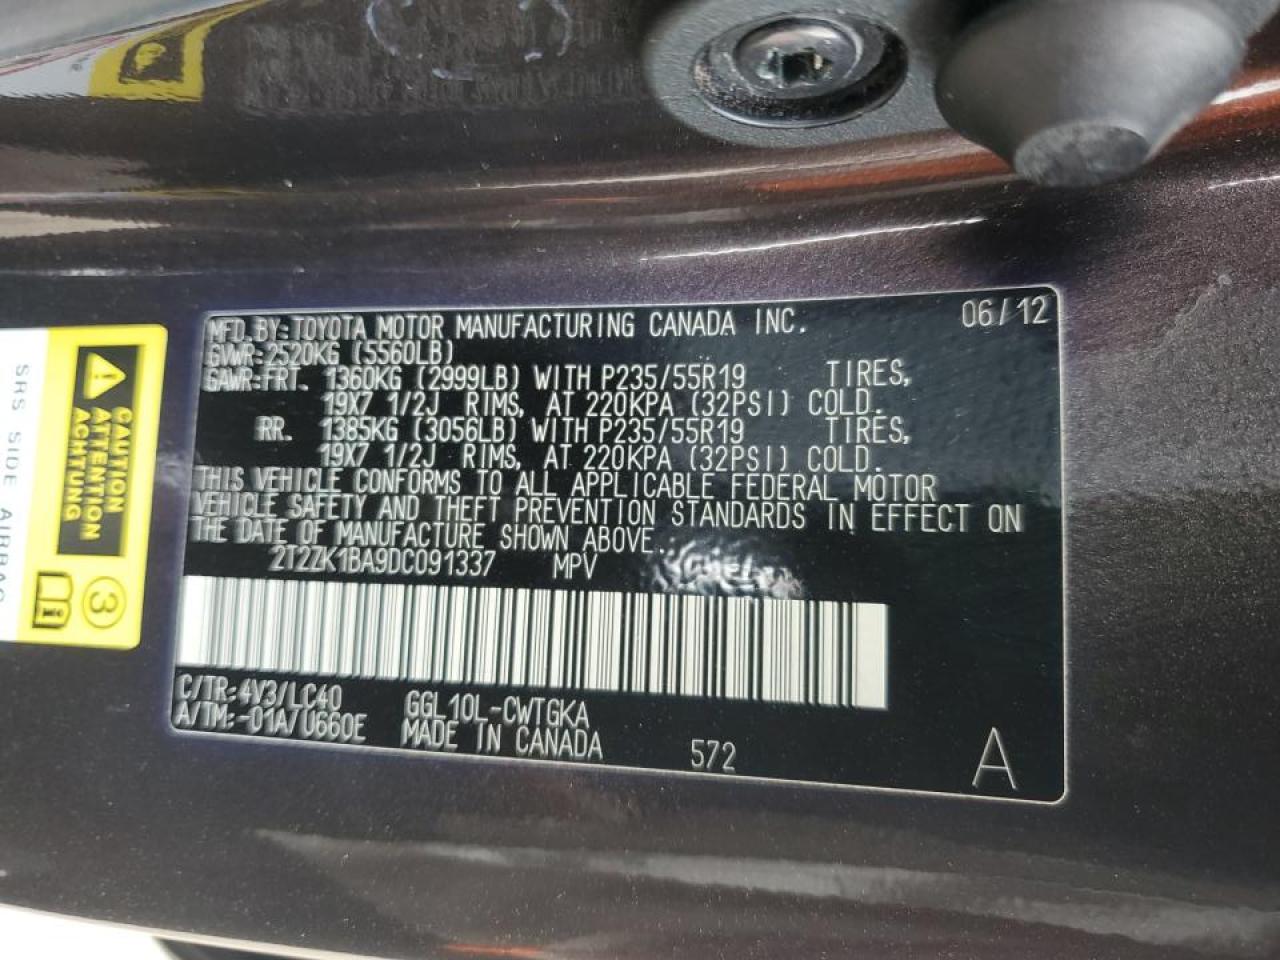 MFD.BY:TOYOTA MOTOR MANUFACTURING CANADA INC. 06/12
GVWR:2520KG (5560LB)
GAWR:FRT. 1360KG (2999LB) WITH P235/55R19 TIRES,
19X7 1/2J RIMS, AT 220KPA (32PSI) COLD.
RR. 1385KG (3056LB) WITH P235/55R19 TIRES,
19X7 1/2J RIMS, AT 220KPA (32PSI) COLD.
THIS VEHICLE CONFORMS TO ALL APPLICABLE FEDERAL MOTOR
VEHICLE SAFETY AND THEFT PREVENTION STANDARDS IN EFFECT ON
THE DATE OF MANUFACTURE SHOWN ABOVE.
2T2ZK1BA9DC091337 MPV
C/TR:4V3/LC40 GGL10L-CWTGKA
A/TM:-01A/U660E MADE IN CANADA 572 A
SRS SIDE AIRBAG
CAUTION
ATTENTION
ACHTUNG
3